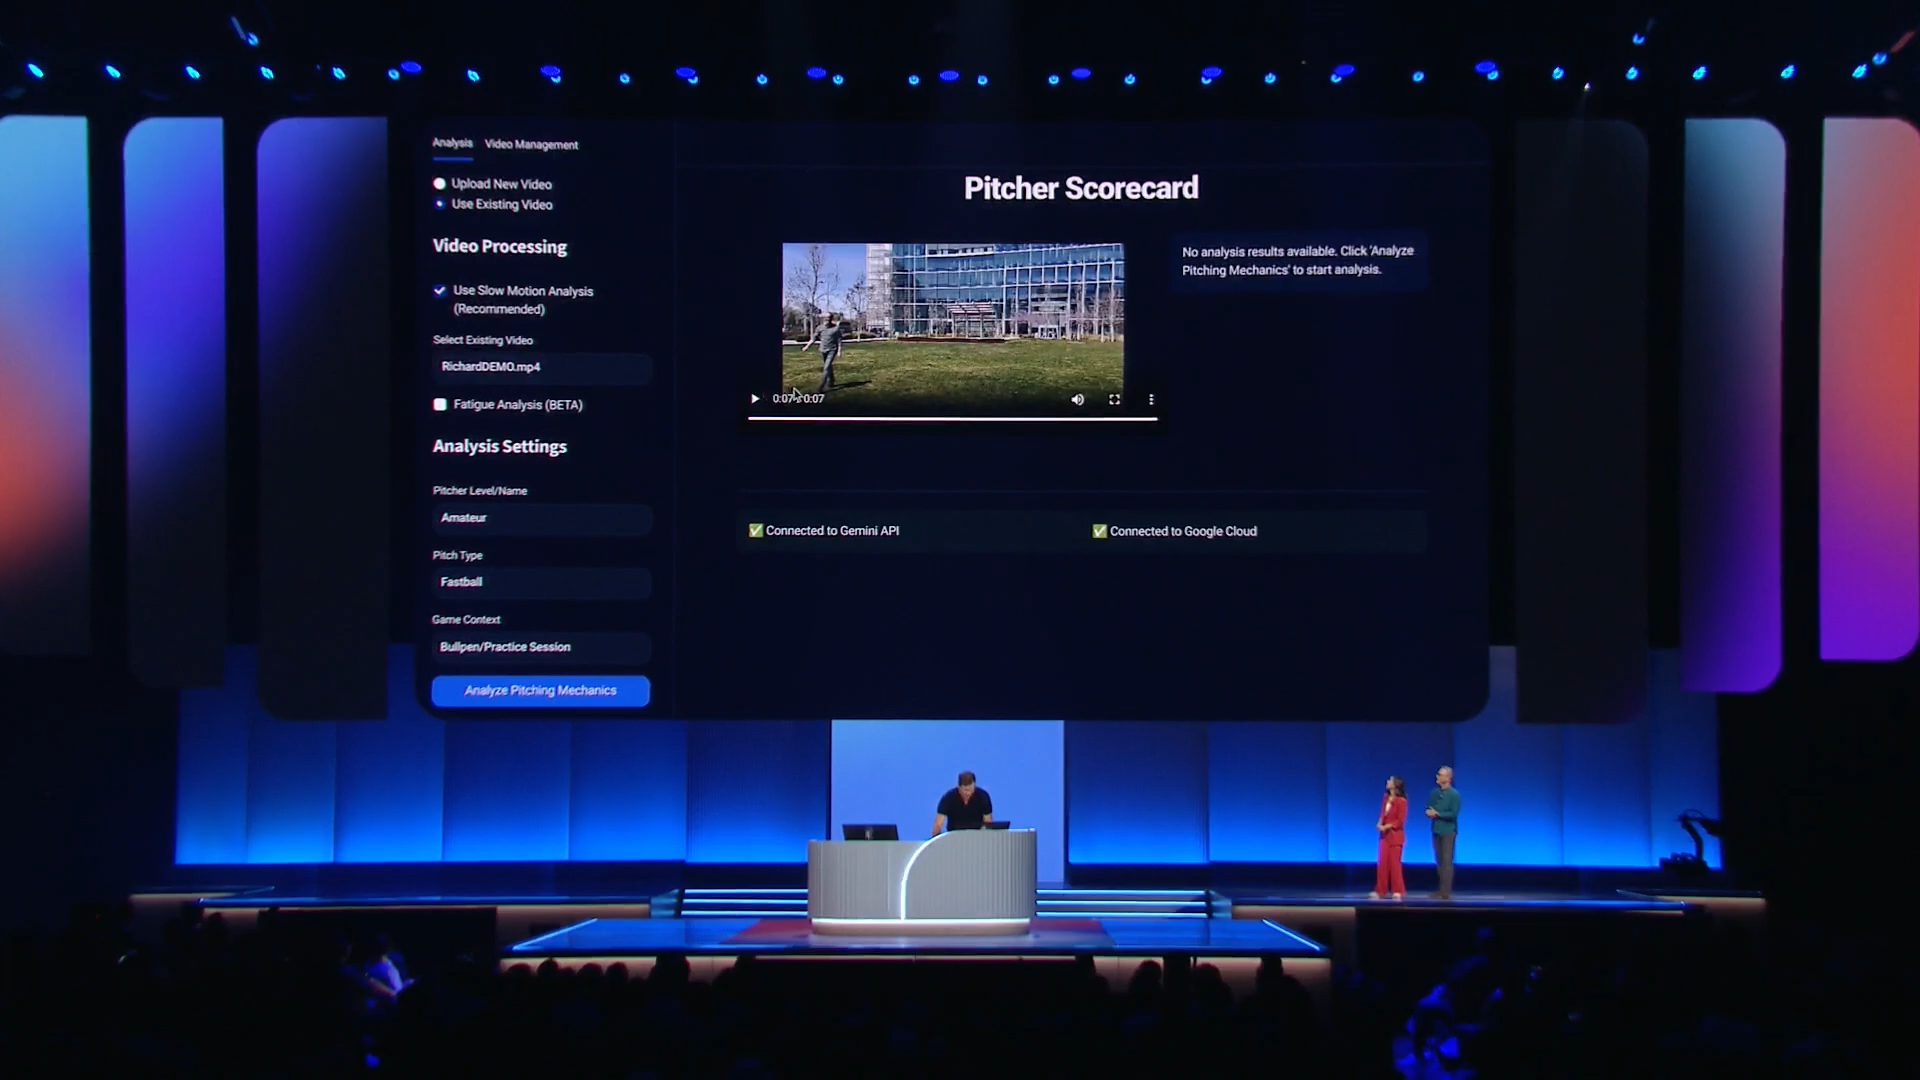 Analysis Video Management
Upload New Video
Use Existing Video
Video Processing
Use Slow Motion Analysis
(Recommended)
Select Existing Video
RichardDEMO.mp4
Fatigue Analysis (BETA)
Analysis Settings
Pitcher Level/Name
Amateur
Pitch Type
Fastball
Game Context
Bullpen/Practice Session
Analyze Pitching Mechanics
Pitcher Scorecard
0:07 / 0:07
No analysis results available. Click 'Analyze
Pitching Mechanics' to start analysis.
✅ Connected to Gemini API
✅ Connected to Google Cloud